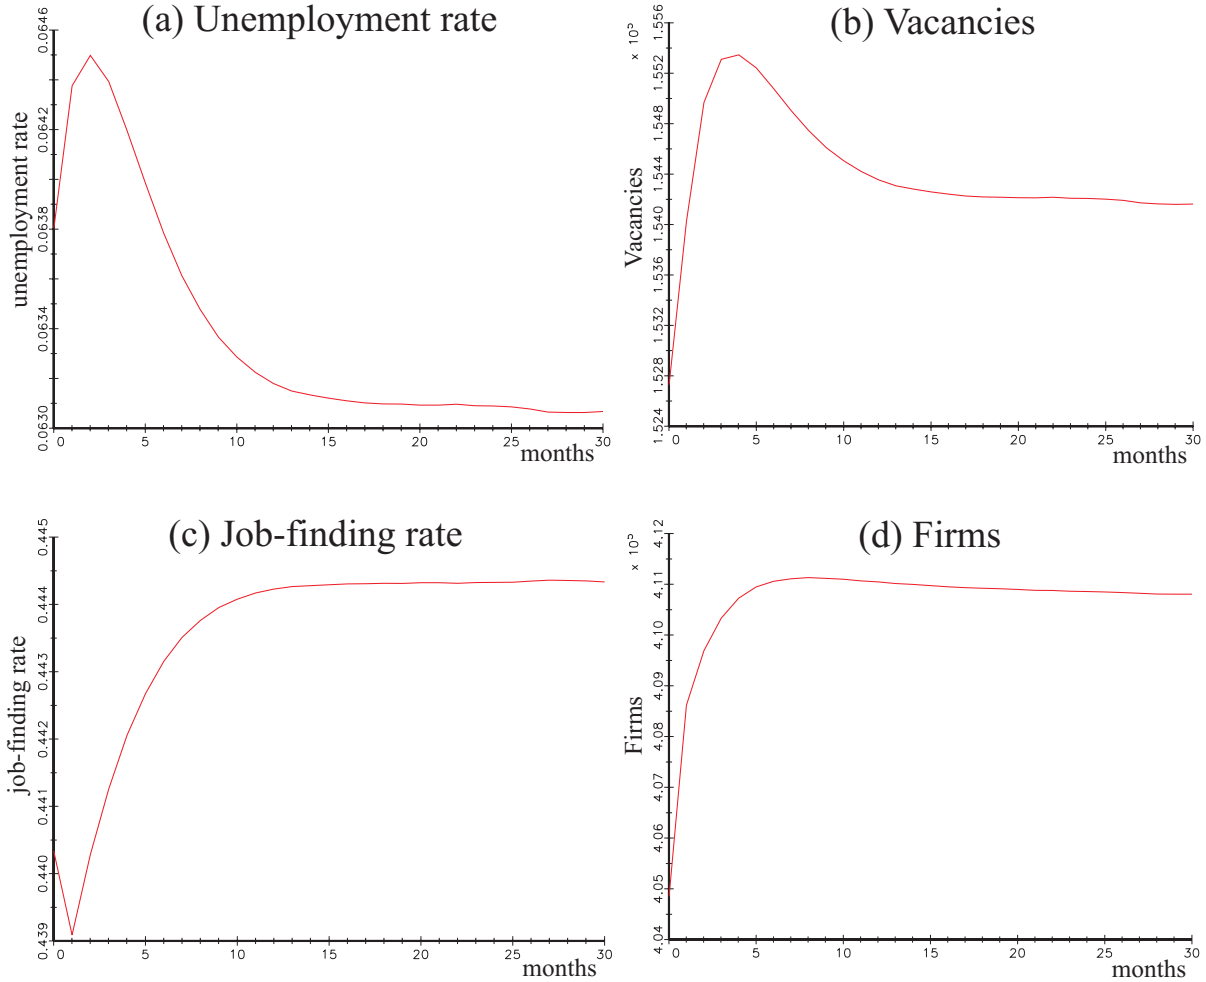 (a) Unemployment rate
0.0646
0.0642
0.0638
0.0634
0.0630
unemployment rate
0 5 10 15 20 25 30
months
(b) Vacancies
x 10^5
1.556
1.552
1.548
1.544
1.540
1.536
1.532
1.528
1.524
Vacancies
0 5 10 15 20 25 30
months
(c) Job-finding rate
0.445
0.444
0.443
0.442
0.441
0.440
0.439
job-finding rate
0 5 10 15 20 25 30
months
(d) Firms
x 10^5
4.12
4.11
4.10
4.09
4.08
4.07
4.06
4.05
4.04
Firms
0 5 10 15 20 25 30
months